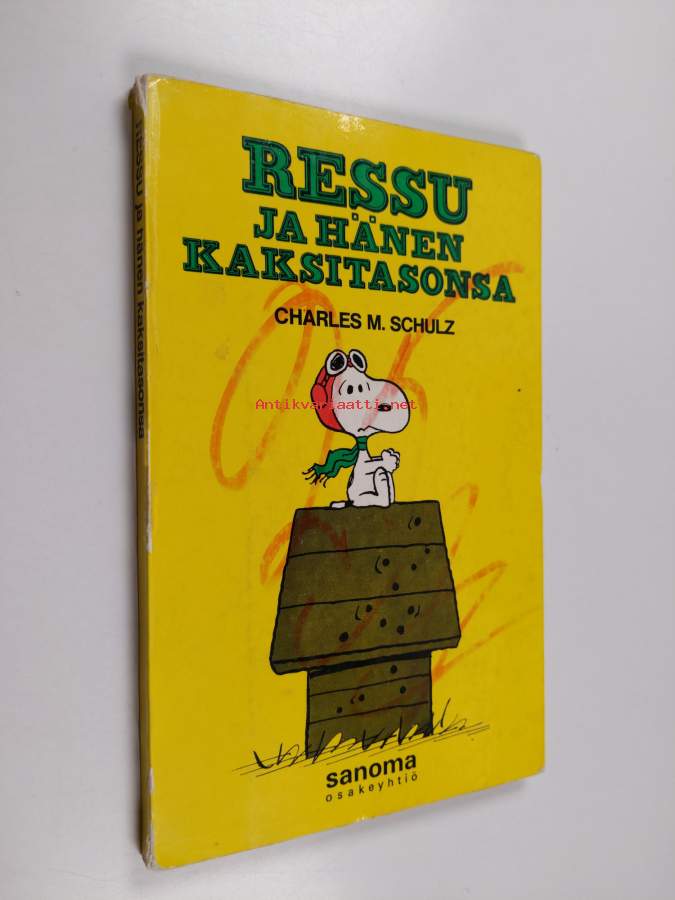 RESSU
JA HÄNEN
KAKSITASONSA
CHARLES M. SCHULZ
Antikvariaatti.net
sanoma
osakeyhtiö
RESSU ja hänen kaksitasonsa